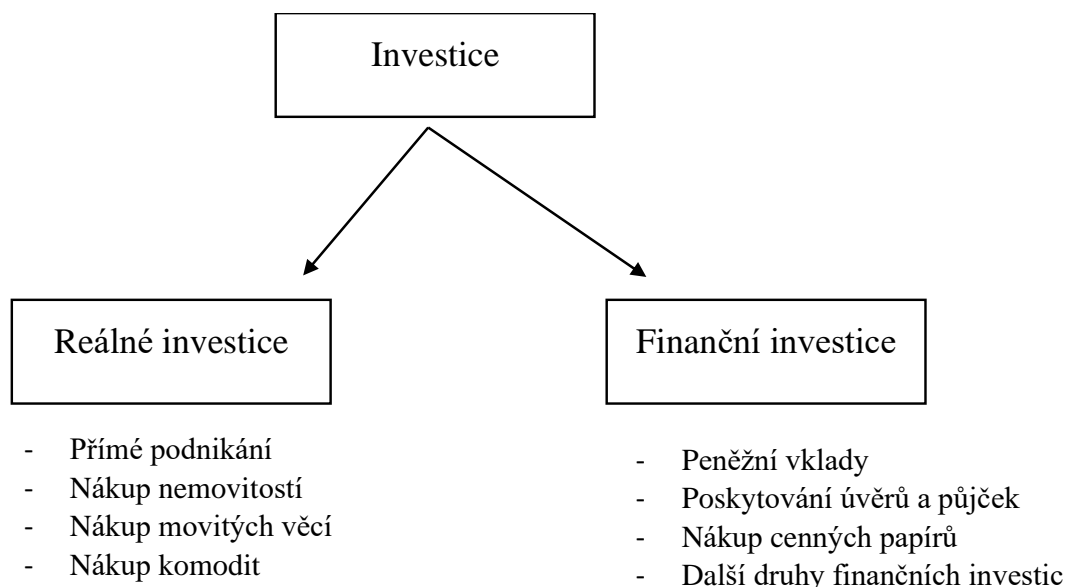 Investice
Reálné investice
- Přímé podnikání
- Nákup nemovitostí
- Nákup movitých věcí
- Nákup komodit
Finanční investice
- Peněžní vklady
- Poskytování úvěrů a půjček
- Nákup cenných papírů
- Další druhy finančních investic